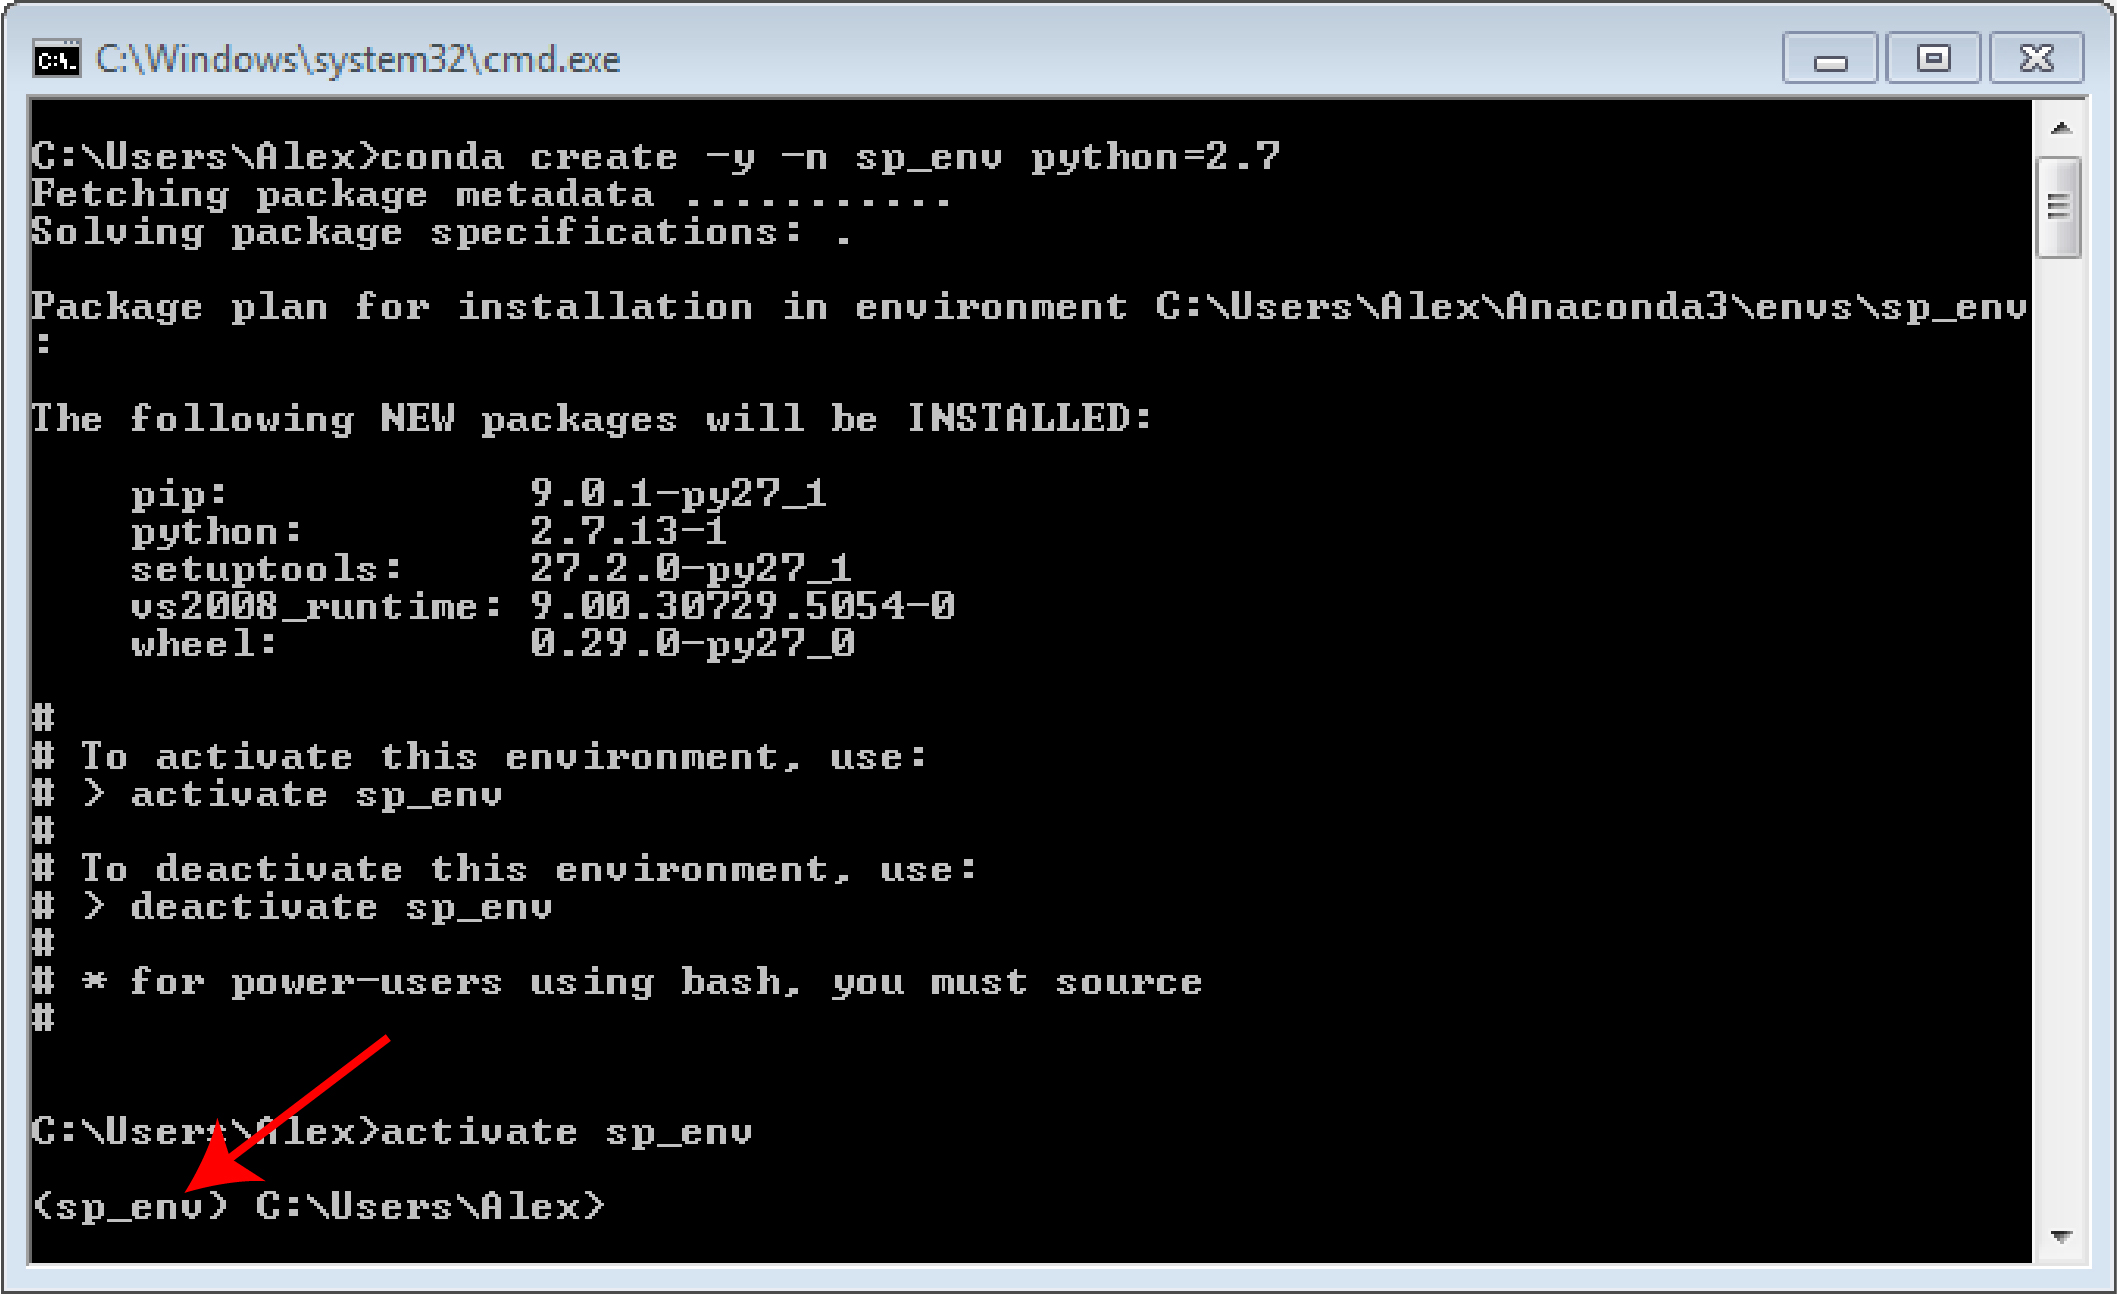 C:\Windows\system32\cmd.exe
C:\Users\Alex>conda create -y -n sp_env python=2.7
Fetching package metadata ...........
Solving package specifications: .
Package plan for installation in environment C:\Users\Alex\Anaconda3\envs\sp_env
:
The following NEW packages will be INSTALLED:
pip: 9.0.1-py27_1
python: 2.7.13-1
setuptools: 27.2.0-py27_1
vs2008_runtime: 9.00.30729.5054-0
wheel: 0.29.0-py27_0
#
# To activate this environment, use:
# > activate sp_env
#
# To deactivate this environment, use:
# > deactivate sp_env
#
# * for power-users using bash, you must source
#
C:\Users\Alex>activate sp_env
(sp_env) C:\Users\Alex>